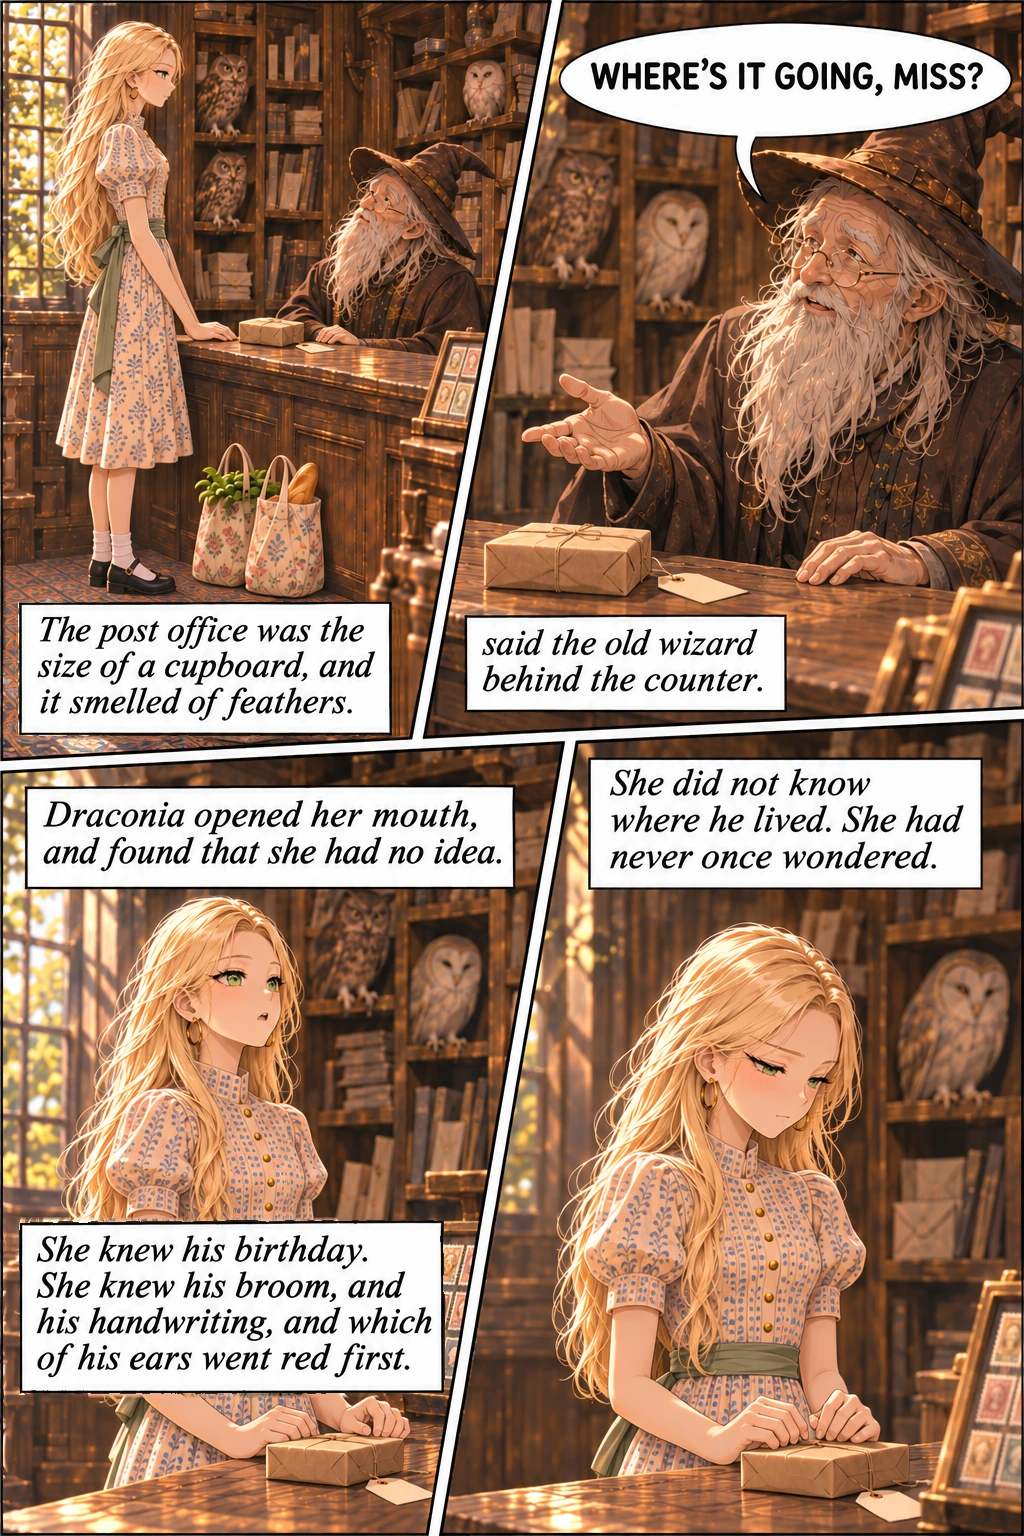 The post office was the
size of a cupboard, and
it smelled of feathers.
WHERE'S IT GOING, MISS?
said the old wizard
behind the counter.
Draconia opened her mouth,
and found that she had no idea.
She knew his birthday.
She knew his broom, and
his handwriting, and which
of his ears went red first.
She did not know
where he lived. She had
never once wondered.